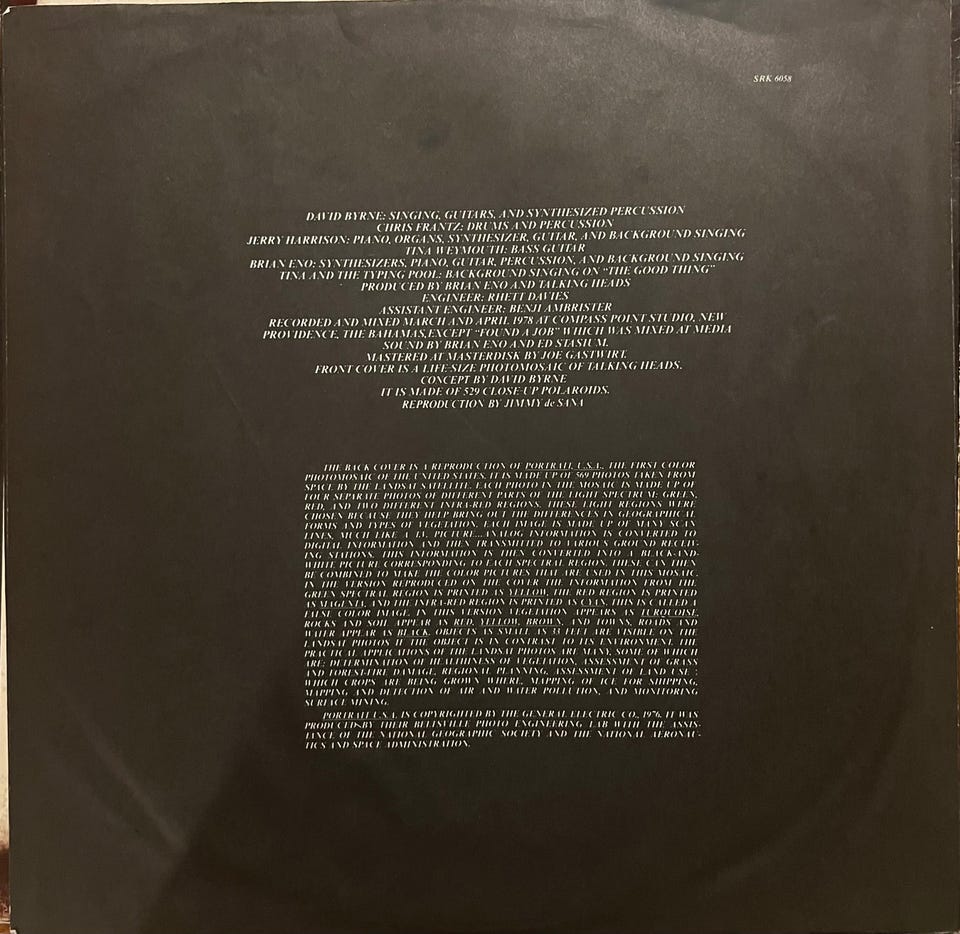 SRK 6058
DAVID BYRNE: SINGING, GUITARS, AND SYNTHESIZED PERCUSSION
CHRIS FRANTZ: DRUMS AND PERCUSSION
JERRY HARRISON: PIANO, ORGANS, SYNTHESIZER, GUITAR, AND BACKGROUND SINGING
TINA WEYMOUTH: BASS GUITAR
BRIAN ENO: SYNTHESIZERS, PIANO, GUITAR, PERCUSSION, AND BACKGROUND SINGING
TINA AND THE TYPING POOL: BACKGROUND SINGING ON “THE GOOD THING”
PRODUCED BY BRIAN ENO AND TALKING HEADS
ENGINEER: RHETT DAVIES
ASSISTANT ENGINEER: BENJI AMBRISTER
RECORDED AND MIXED MARCH AND APRIL 1978 AT COMPASS POINT STUDIO, NEW
PROVIDENCE, THE BAHAMAS, EXCEPT “FOUND A JOB” WHICH WAS MIXED AT MEDIA
SOUND BY BRIAN ENO AND ED STASIUM.
MASTERED AT MASTERDISK BY JOE GASTWIRT.
FRONT COVER IS A LIFE-SIZE PHOTOMOSAIC OF TALKING HEADS.
CONCEPT BY DAVID BYRNE
IT IS MADE OF 529 CLOSE-UP POLAROIDS.
REPRODUCTION BY JIMMY de SANA
THE BACK COVER IS A REPRODUCTION OF PORTRAIT U.S.A., THE FIRST COLOR
PHOTOMOSAIC OF THE UNITED STATES. IT IS MADE UP OF 569 PHOTOS TAKEN FROM
SPACE BY THE LANDSAT SATELLITE. EACH PHOTO IN THE MOSAIC IS MADE UP OF
FOUR SEPARATE PHOTOS OF DIFFERENT PARTS OF THE LIGHT SPECTRUM: GREEN,
RED, AND TWO DIFFERENT INFRA-RED REGIONS. THESE LIGHT REGIONS WERE
CHOSEN BECAUSE THEY HELP BRING OUT THE DIFFERENCES IN GEOGRAPHICAL
FORMS AND TYPES OF VEGETATION. EACH IMAGE IS MADE UP OF MANY SCAN
LINES, MUCH LIKE A T.V. PICTURE...ANALOG INFORMATION IS CONVERTED TO
DIGITAL INFORMATION AND THEN TRANSMITTED TO VARIOUS GROUND RECEIV-
ING STATIONS. THIS INFORMATION IS THEN CONVERTED INTO A BLACK-AND-
WHITE PICTURE CORRESPONDING TO EACH SPECTRAL REGION. THESE CAN THEN
BE COMBINED TO MAKE THE COLOR PICTURES THAT ARE USED IN THIS MOSAIC.
IN THE VERSION REPRODUCED ON THE COVER THE INFORMATION FROM THE
GREEN SPECTRAL REGION IS PRINTED AS YELLOW, THE RED REGION IS PRINTED
AS MAGENTA, AND THE INFRA-RED REGION IS PRINTED AS CYAN. THIS IS CALLED A
FALSE COLOR IMAGE. IN THIS VERSION VEGETATION APPEARS AS TURQUOISE,
ROCKS AND SOIL APPEAR AS RED, YELLOW, BROWN, AND TOWNS, ROADS AND
WATER APPEAR AS BLACK. OBJECTS AS SMALL AS 33 FEET ARE VISIBLE ON THE
LANDSAT PHOTOS IF THE OBJECT IS IN CONTRAST TO ITS ENVIRONMENT. THE
PRACTICAL APPLICATIONS OF THE LANDSAT PHOTOS ARE MANY, SOME OF WHICH
ARE: DETERMINATION OF HEALTHINESS OF VEGETATION, ASSESSMENT OF GRASS
AND FOREST-FIRE DAMAGE, REGIONAL PLANNING, ASSESSMENT OF LAND USE :
WHICH CROPS ARE BEING GROWN WHERE, MAPPING OF ICE FOR SHIPPING,
MAPPING AND DETECTION OF AIR AND WATER POLLUTION, AND MONITORING
SURFACE MINING.
PORTRAIT U.S.A. IS COPYRIGHTED BY THE GENERAL ELECTRIC CO., 1976. IT WAS
PRODUCED BY THEIR BELTSVILLE PHOTO ENGINEERING LAB WITH THE ASSIS-
TANCE OF THE NATIONAL GEOGRAPHIC SOCIETY AND THE NATIONAL AERONAU-
TICS AND SPACE ADMINISTRATION.